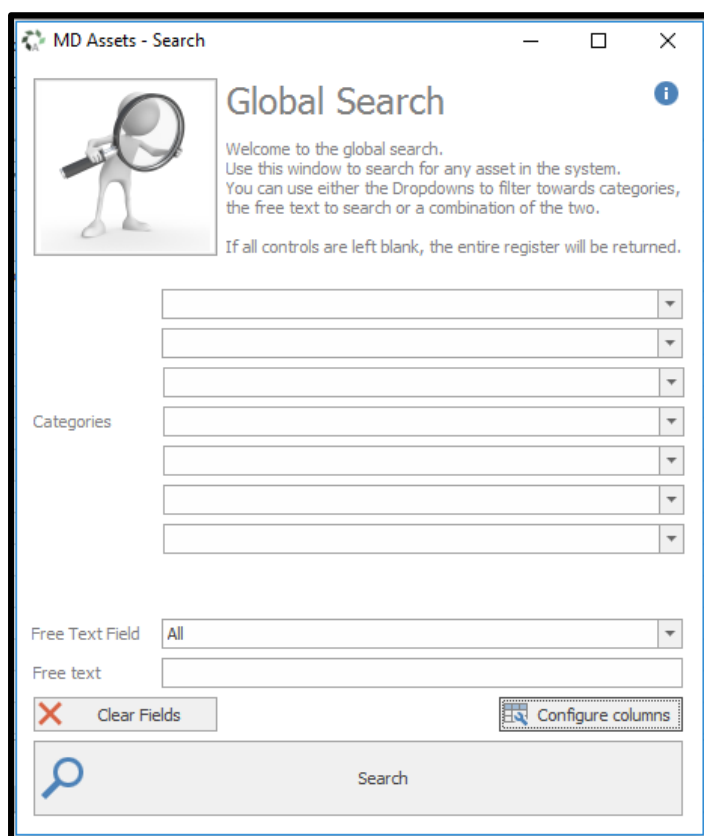 MD Assets - Search
Global Search
Welcome to the global search.
Use this window to search for any asset in the system.
You can use either the Dropdowns to filter towards categories,
the free text to search or a combination of the two.
If all controls are left blank, the entire register will be returned.
Categories
Free Text Field
All
Free text
Clear Fields
Configure columns
Search